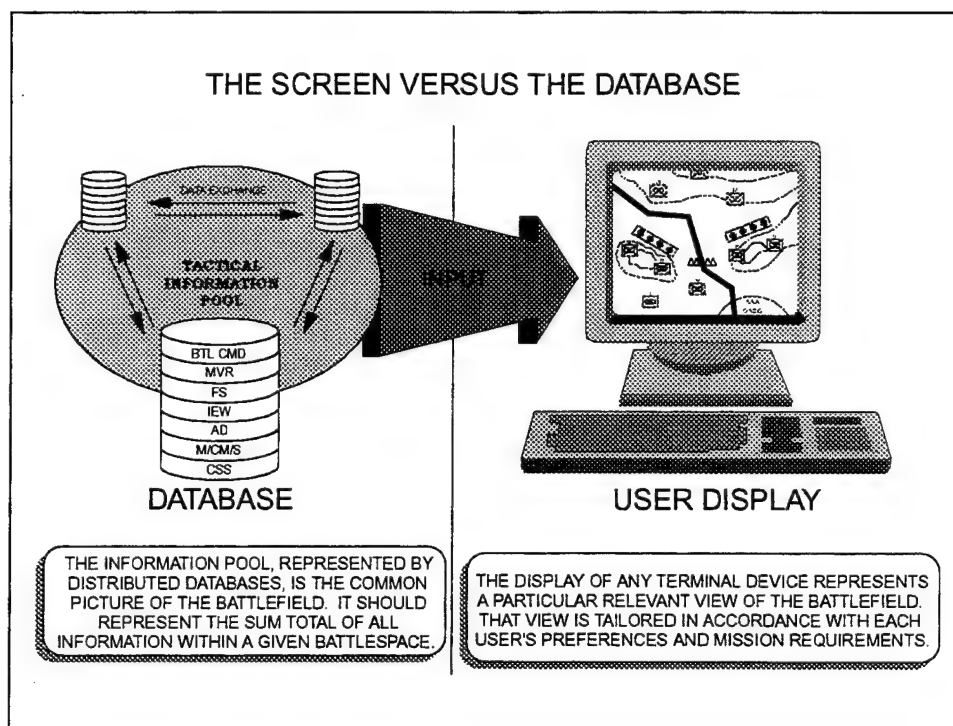 THE SCREEN VERSUS THE DATABASE
DATA EXCHANGE
TACTICAL
INFORMATION
POOL
INPUT
BTL CMD
MVR
FS
IEW
AD
M/CM/S
CSS
DATABASE
USER DISPLAY
THE INFORMATION POOL, REPRESENTED BY
DISTRIBUTED DATABASES, IS THE COMMON
PICTURE OF THE BATTLEFIELD. IT SHOULD
REPRESENT THE SUM TOTAL OF ALL
INFORMATION WITHIN A GIVEN BATTLESPACE.
THE DISPLAY OF ANY TERMINAL DEVICE REPRESENTS
A PARTICULAR RELEVANT VIEW OF THE BATTLEFIELD.
THAT VIEW IS TAILORED IN ACCORDANCE WITH EACH
USER'S PREFERENCES AND MISSION REQUIREMENTS.